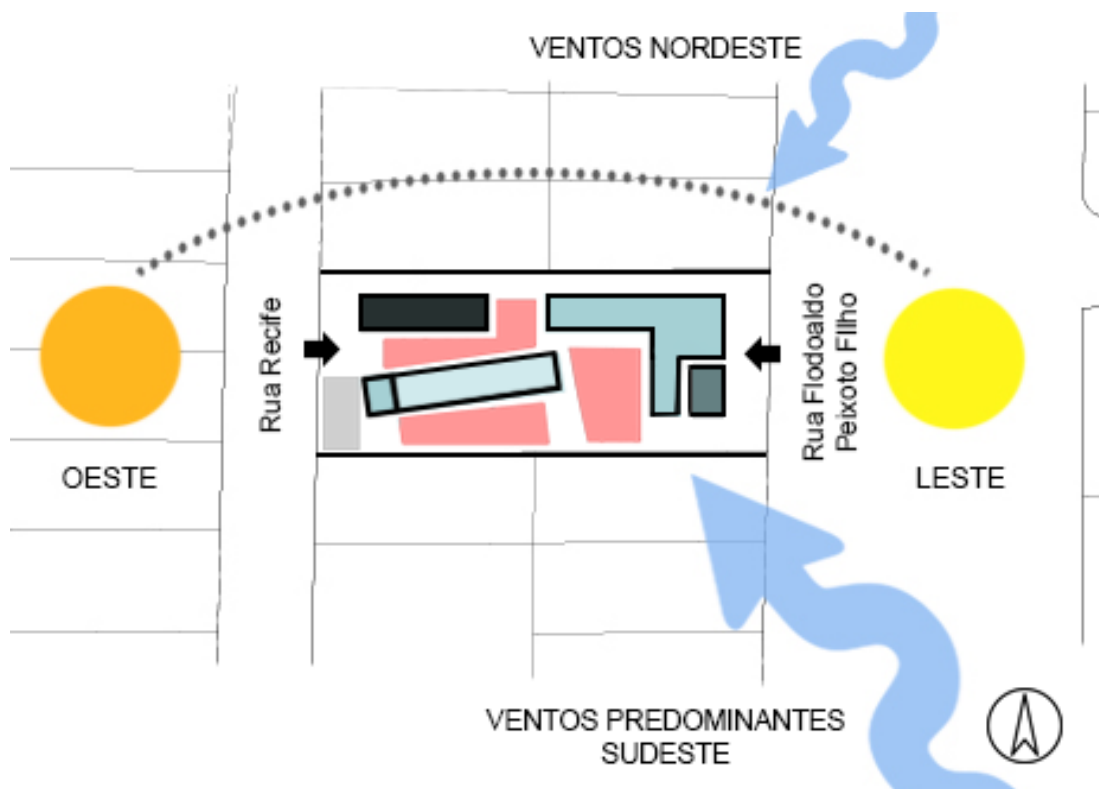 VENTOS NORDESTE
Rua Recife
Rua Flodoaldo
Peixoto FIlho
OESTE
LESTE
VENTOS PREDOMINANTES
SUDESTE